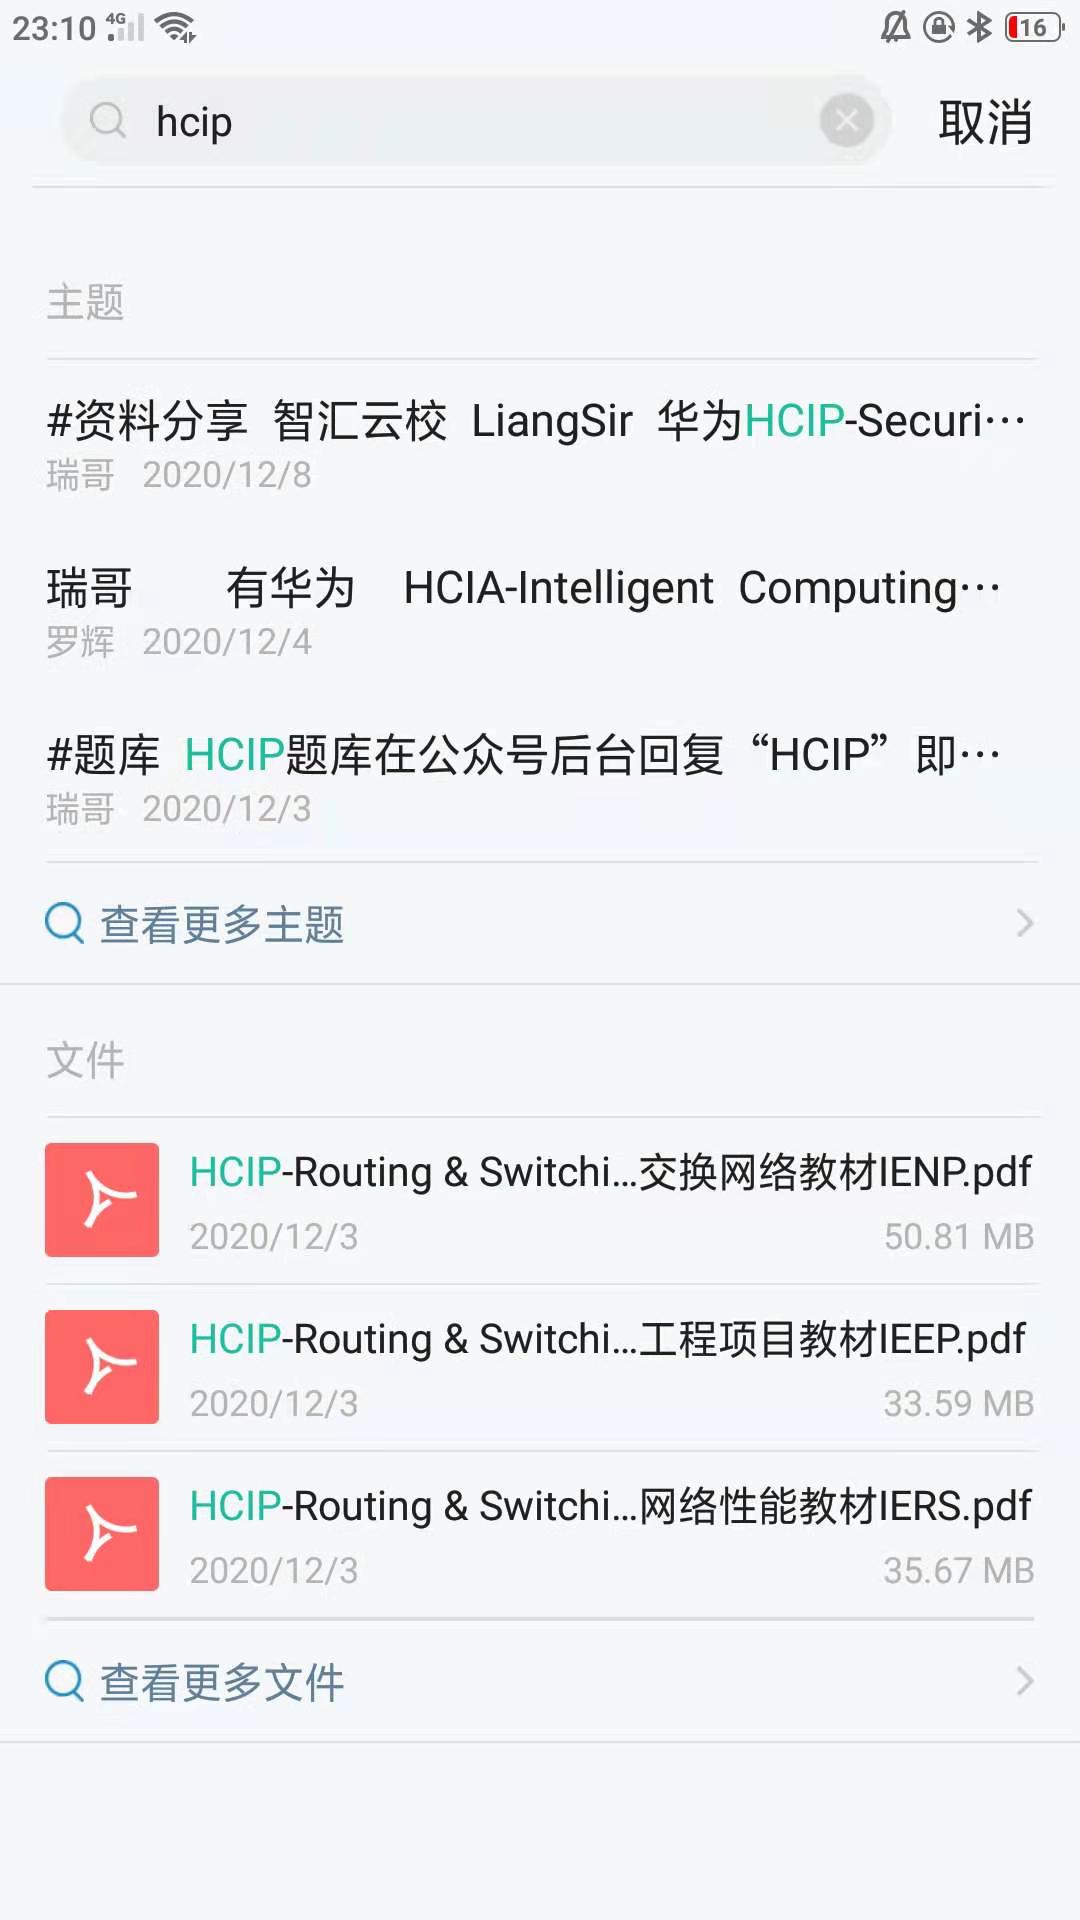 23:10 4G 16
hcip 取消
主题
#资料分享 智汇云校 LiangSir 华为HCIP-Securi…
瑞哥 2020/12/8
瑞哥 有华为 HCIA-Intelligent Computing…
罗辉 2020/12/4
#题库 HCIP题库在公众号后台回复“HCIP”即…
瑞哥 2020/12/3
查看更多主题
文件
HCIP-Routing & Switchi…交换网络教材IENP.pdf
2020/12/3 50.81 MB
HCIP-Routing & Switchi…工程项目教材IEEP.pdf
2020/12/3 33.59 MB
HCIP-Routing & Switchi…网络性能教材IERS.pdf
2020/12/3 35.67 MB
查看更多文件